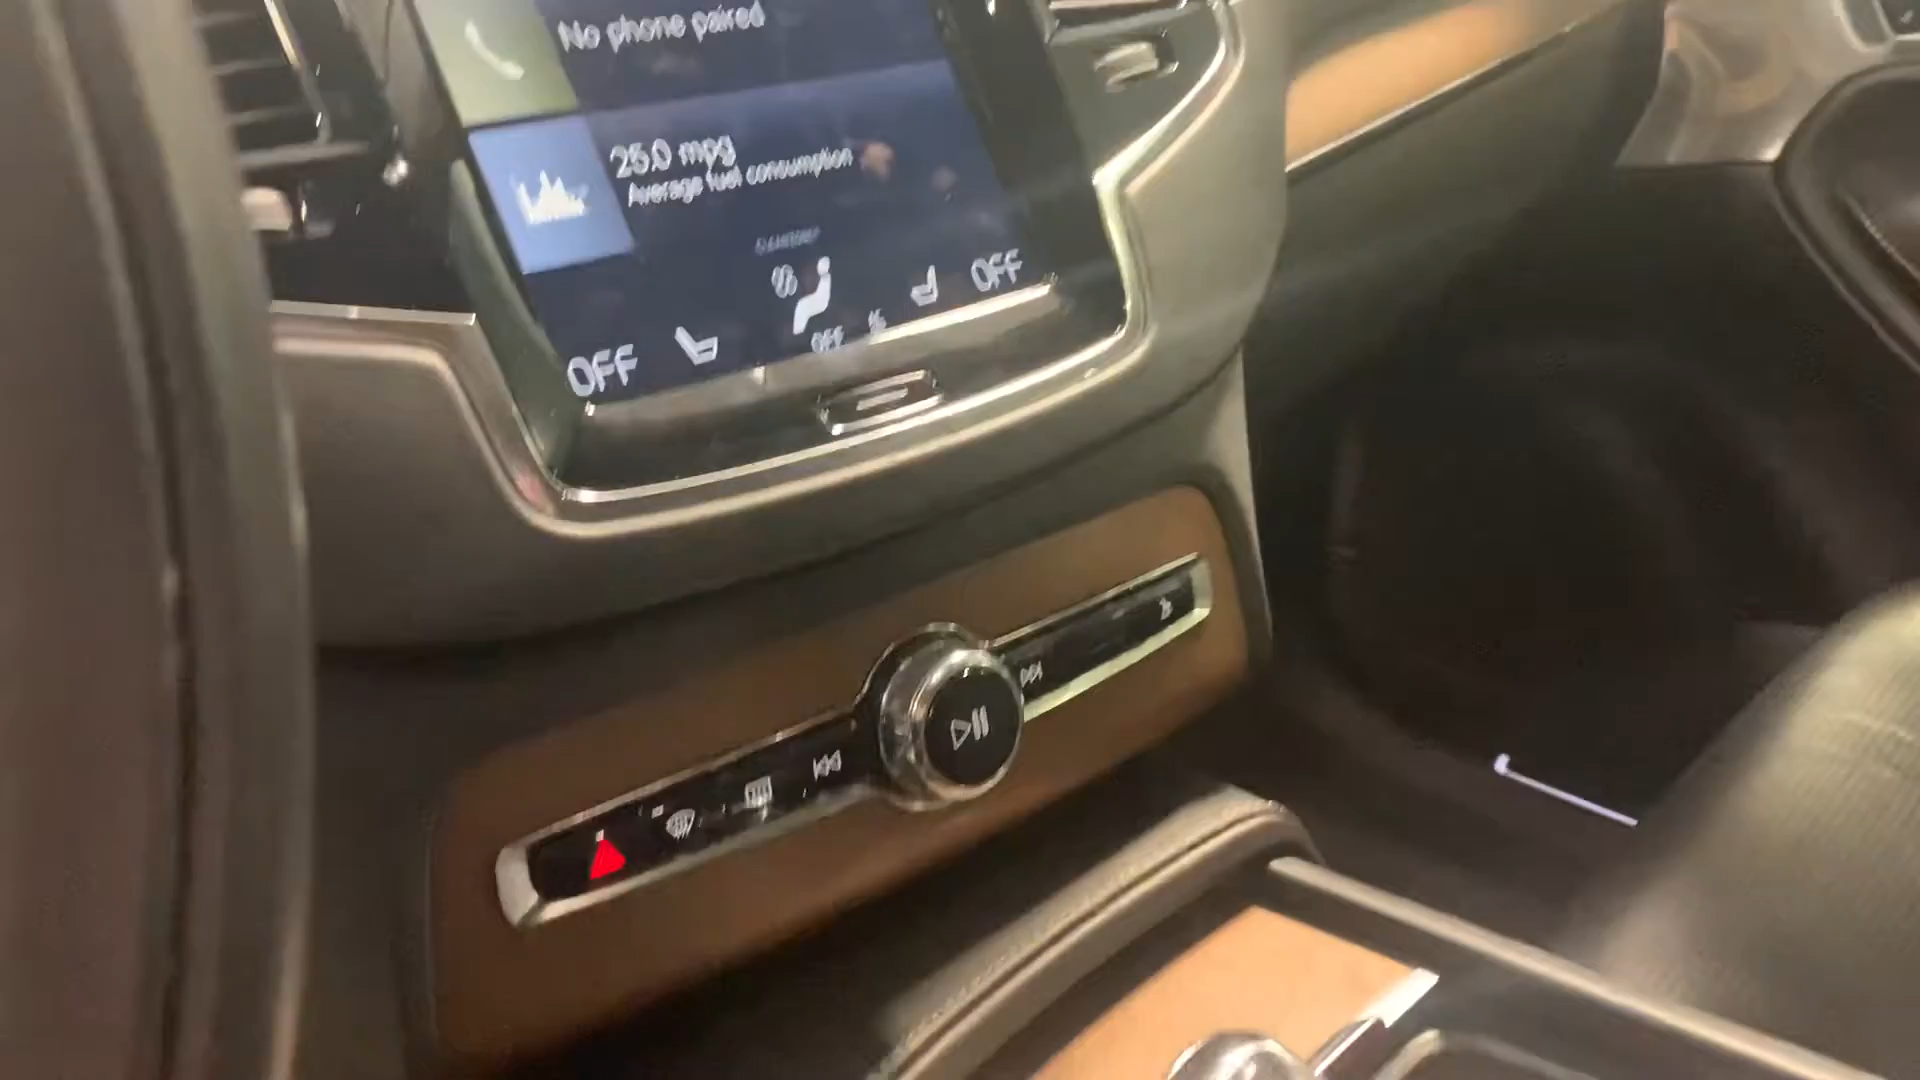 No phone paired
25.0 mpg
Average fuel consumption
OFF
OFF
OFF